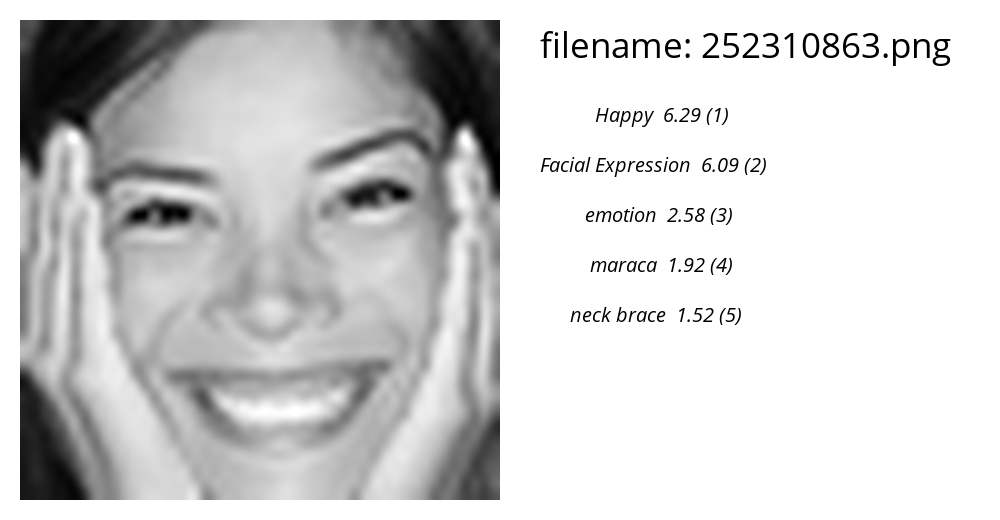 filename: 252310863.png
Happy 6.29 (1)
Facial Expression 6.09 (2)
emotion 2.58 (3)
maraca 1.92 (4)
neck brace 1.52 (5)